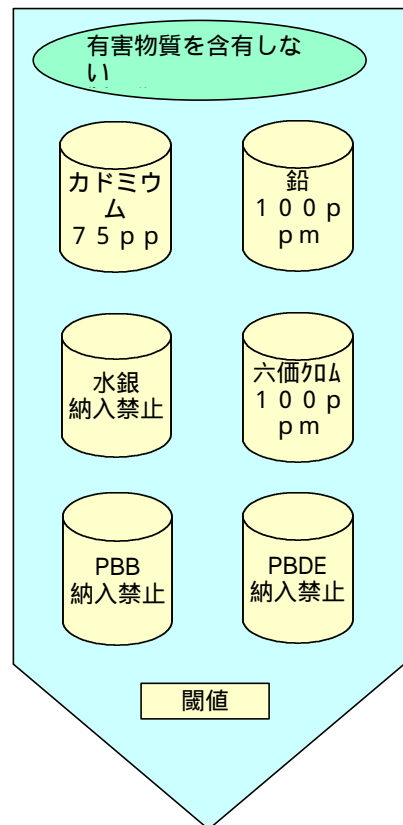 有害物質を含有しな
い
カドミウ
ム
７５ｐｐ
鉛
１００ｐ
ｐｍ
水銀
納入禁止
六価ｸﾛﾑ
１００ｐ
ｐｍ
PBB
納入禁止
PBDE
納入禁止
閾値